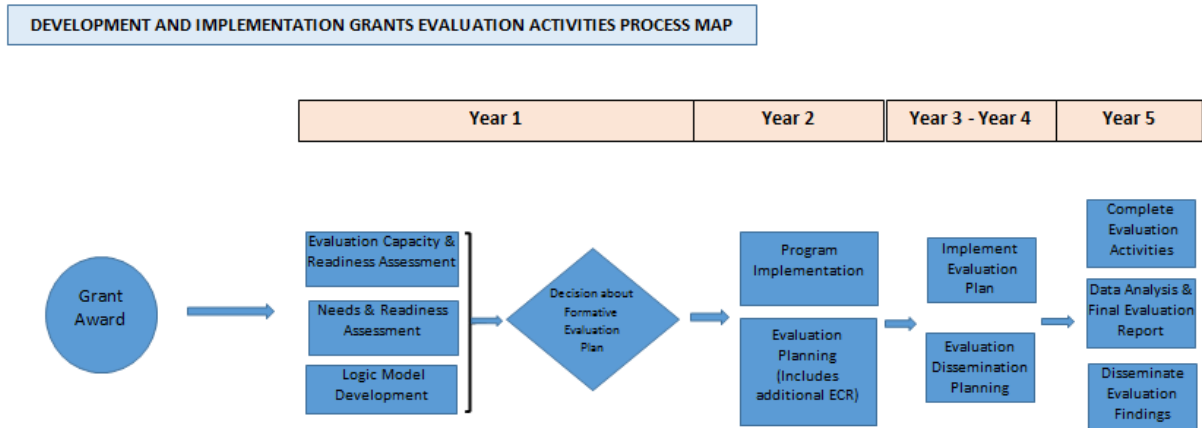 DEVELOPMENT AND IMPLEMENTATION GRANTS EVALUATION ACTIVITIES PROCESS MAP
Year 1
Year 2
Year 3 - Year 4
Year 5
Grant
Award
Evaluation Capacity &
Readiness Assessment
Needs & Readiness
Assessment
Logic Model
Development
Decision about
Formative
Evaluation
Plan
Program
Implementation
Evaluation
Planning
(Includes
additional ECR)
Implement
Evaluation
Plan
Evaluation
Dissemination
Planning
Complete
Evaluation
Activities
Data Analysis &
Final Evaluation
Report
Disseminate
Evaluation
Findings